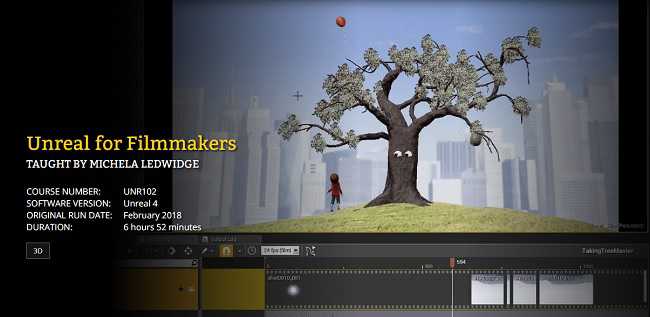 Unreal for Filmmakers
TAUGHT BY MICHELA LEDWIDGE
COURSE NUMBER: UNR102
SOFTWARE VERSION: Unreal 4
ORIGINAL RUN DATE: February 2018
DURATION: 6 hours 52 minutes
3D
24 fps (film)
TakingTreeMaster
554